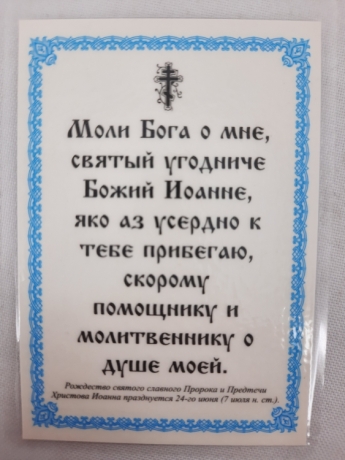 Моли Бога о мне,
святый угодниче
Божий Иоанне,
яко аз усердно к
тебе прибегаю,
скорому
помощнику и
молитвеннику о
душе моей.
Рождество святого славного Пророка и Предтечи
Христова Иоанна празднуется 24-го июня (7 июля н. ст.).